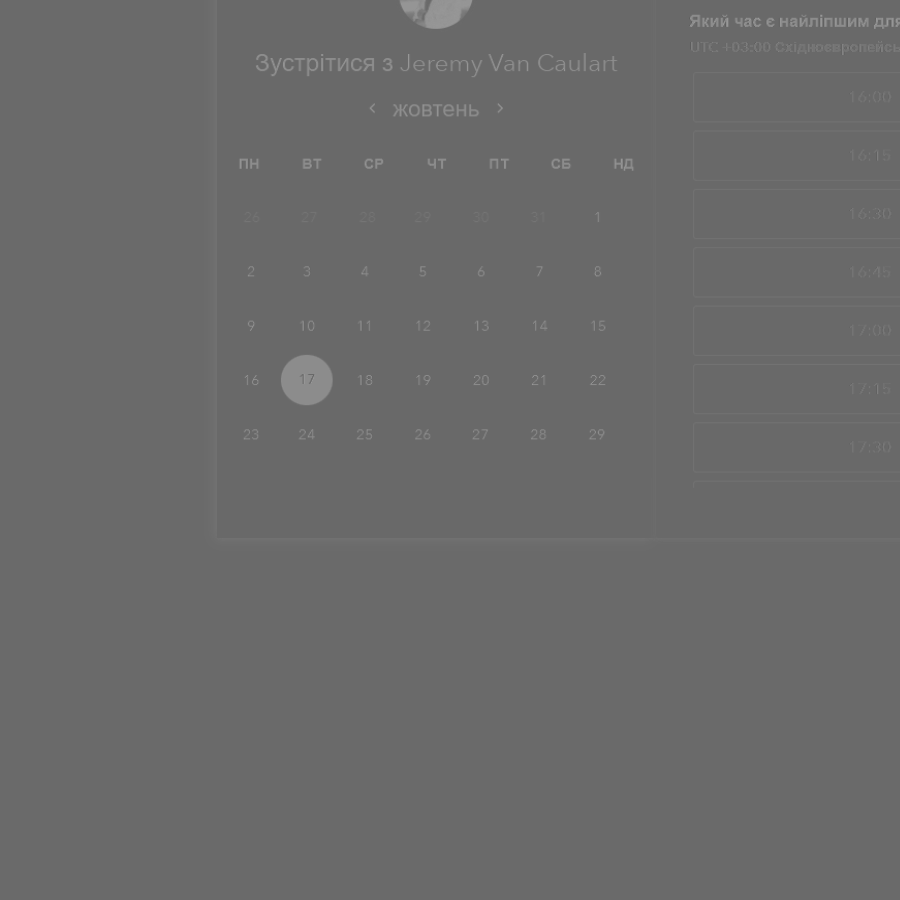 Зустрітися з Jeremy Van Caulart
жовтень
ПН ВТ СР ЧТ ПТ СБ НД
26 27 28 29 30 31 1
2 3 4 5 6 7 8
9 10 11 12 13 14 15
16 17 18 19 20 21 22
23 24 25 26 27 28 29
Який час є найліпшим для
UTC +03:00
16:00
16:15
16:30
16:45
17:00
17:15
17:30